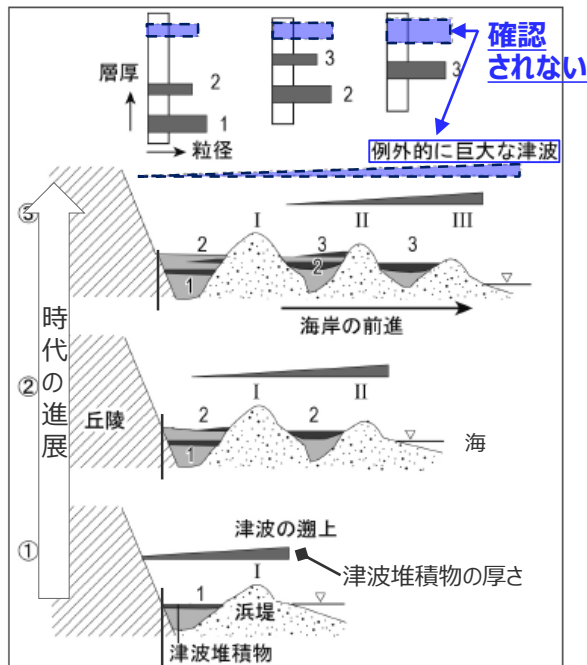 確認
されない
層厚
粒径
2
1
3
2
3
例外的に巨大な津波
③
I
II
III
2
3
3
1
2
海岸の前進
時代の進展
②
I
II
丘陵
2
2
1
海
①
津波の遡上
I
津波堆積物の厚さ
1
浜堤
津波堆積物